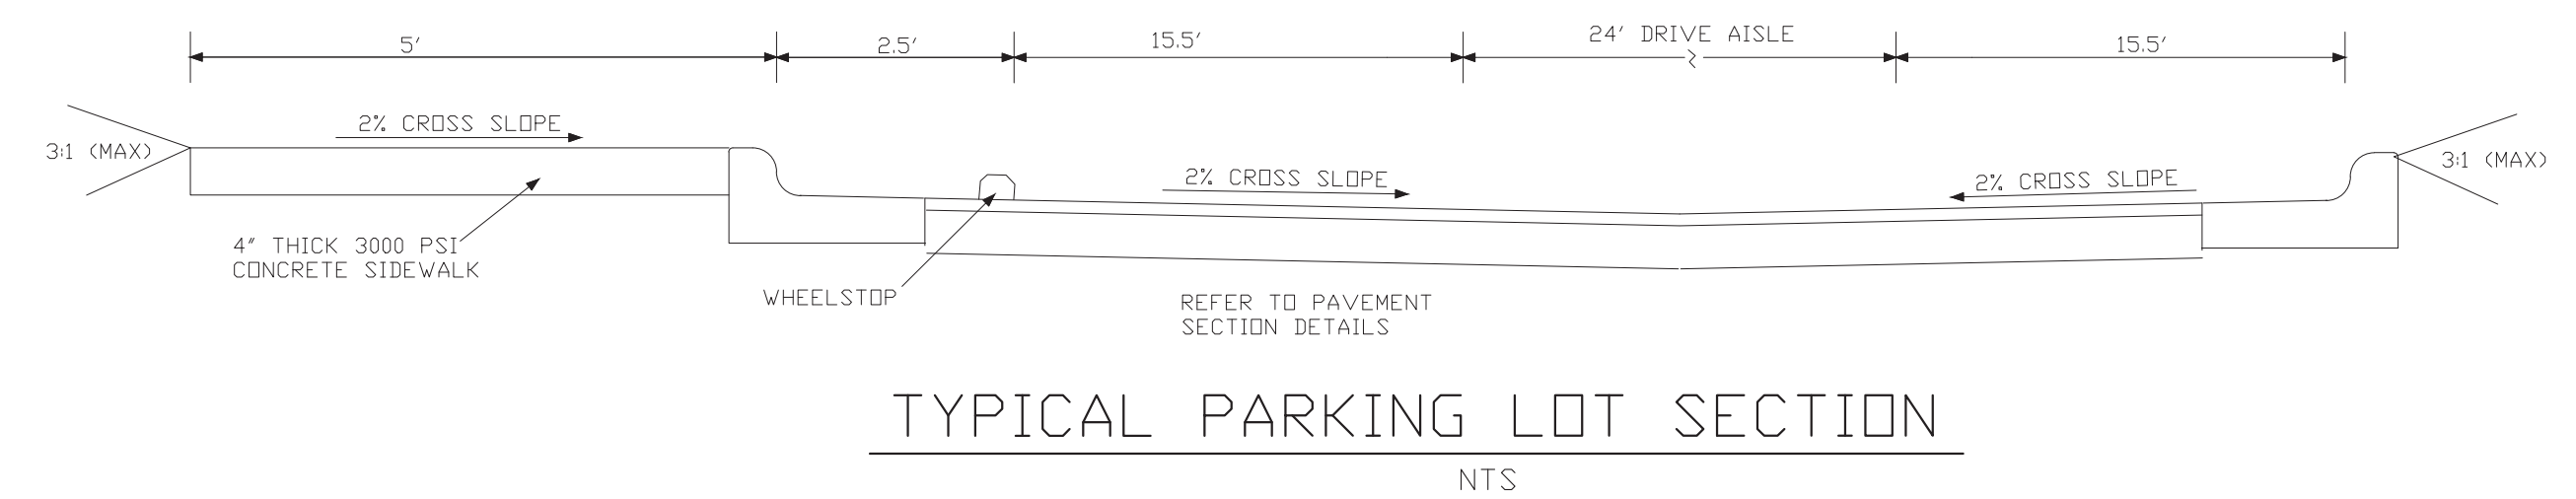 5' 2.5' 15.5' 24' DRIVE AISLE 15.5'
2% CROSS SLOPE
3:1 (MAX)
2% CROSS SLOPE
2% CROSS SLOPE
3:1 (MAX)
4" THICK 3000 PSI
CONCRETE SIDEWALK
WHEELSTOP
REFER TO PAVEMENT
SECTION DETAILS
TYPICAL PARKING LOT SECTION
NTS